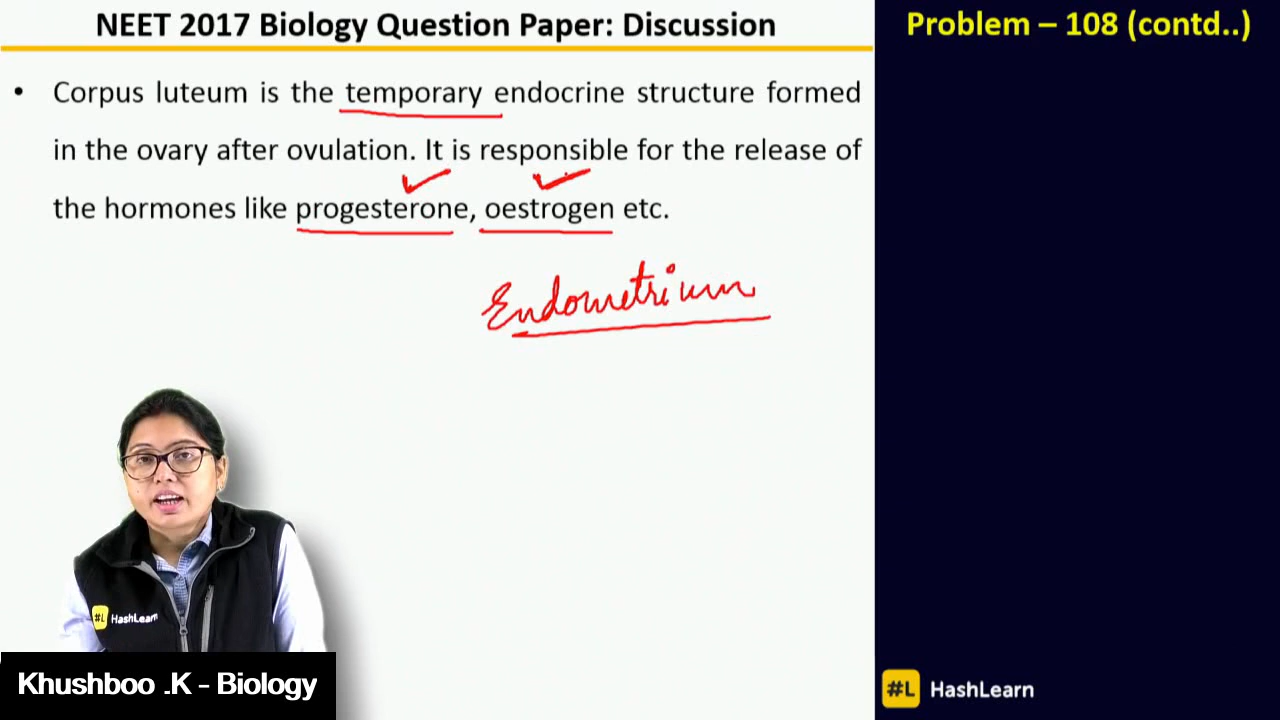 NEET 2017 Biology Question Paper: Discussion
Problem – 108 (contd..)
• Corpus luteum is the temporary endocrine structure formed
in the ovary after ovulation. It is responsible for the release of
the hormones like progesterone, oestrogen etc.
Endometrium
#L HashLearn
Khushboo .K – Biology
#L HashLearn